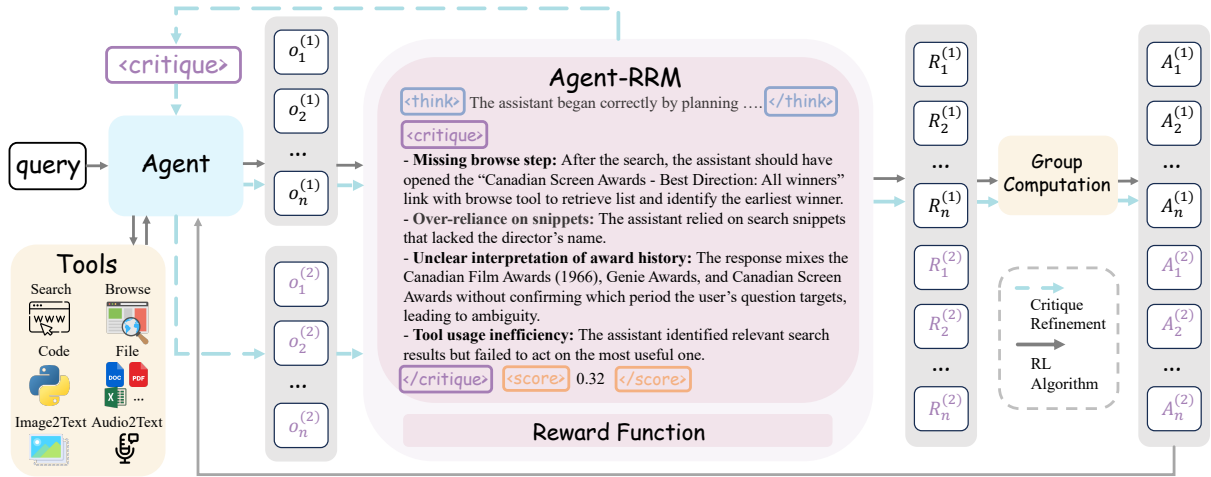 <critique>
query
Agent
Tools
Search
Browse
WWW
Code
File
DOC
PDF
X
...
Image2Text
Audio2Text
o_1^{(1)}
o_2^{(1)}
...
o_n^{(1)}
o_1^{(2)}
o_2^{(2)}
...
o_n^{(2)}
Agent-RRM
<think> The assistant began correctly by planning …. </think>
<critique>
- Missing browse step: After the search, the assistant should have
opened the “Canadian Screen Awards - Best Direction: All winners”
link with browse tool to retrieve list and identify the earliest winner.
- Over-reliance on snippets: The assistant relied on search snippets
that lacked the director’s name.
- Unclear interpretation of award history: The response mixes the
Canadian Film Awards (1966), Genie Awards, and Canadian Screen
Awards without confirming which period the user’s question targets,
leading to ambiguity.
- Tool usage inefficiency: The assistant identified relevant search
results but failed to act on the most useful one.
</critique> <score> 0.32 </score>
Reward Function
R_1^{(1)}
R_2^{(1)}
...
R_n^{(1)}
R_1^{(2)}
R_2^{(2)}
...
R_n^{(2)}
Group
Computation
Critique
Refinement
RL
Algorithm
A_1^{(1)}
A_2^{(1)}
...
A_n^{(1)}
A_1^{(2)}
A_2^{(2)}
...
A_n^{(2)}